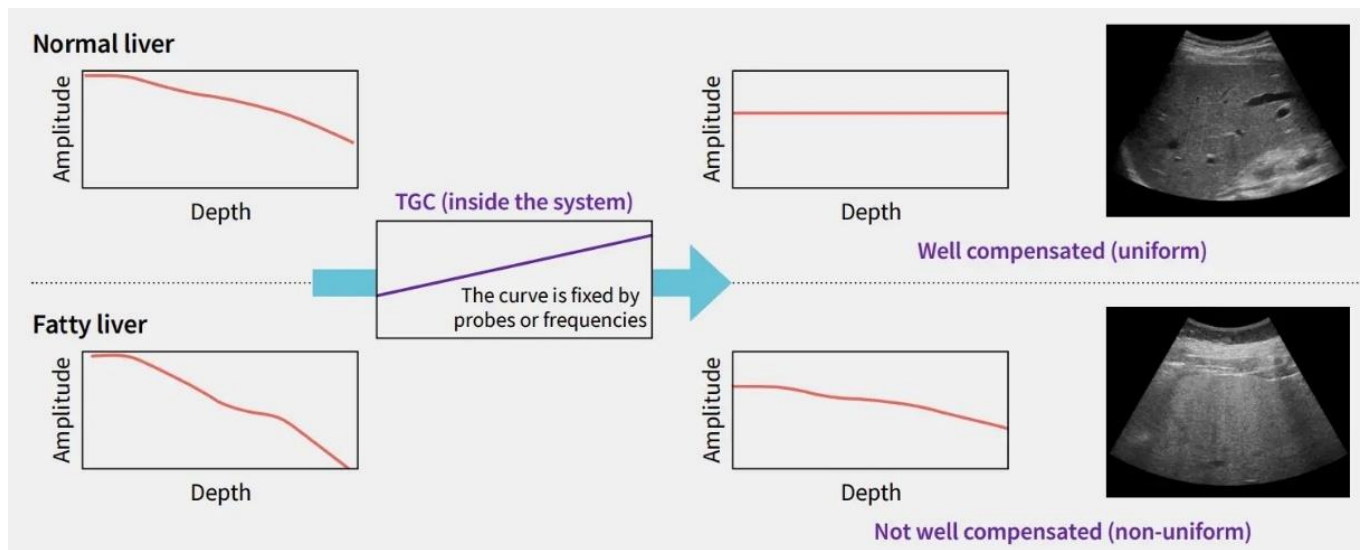 Normal liver
Amplitude
Depth
TGC (inside the system)
The curve is fixed by
probes or frequencies
Amplitude
Depth
Well compensated (uniform)
Fatty liver
Amplitude
Depth
Amplitude
Depth
Not well compensated (non-uniform)